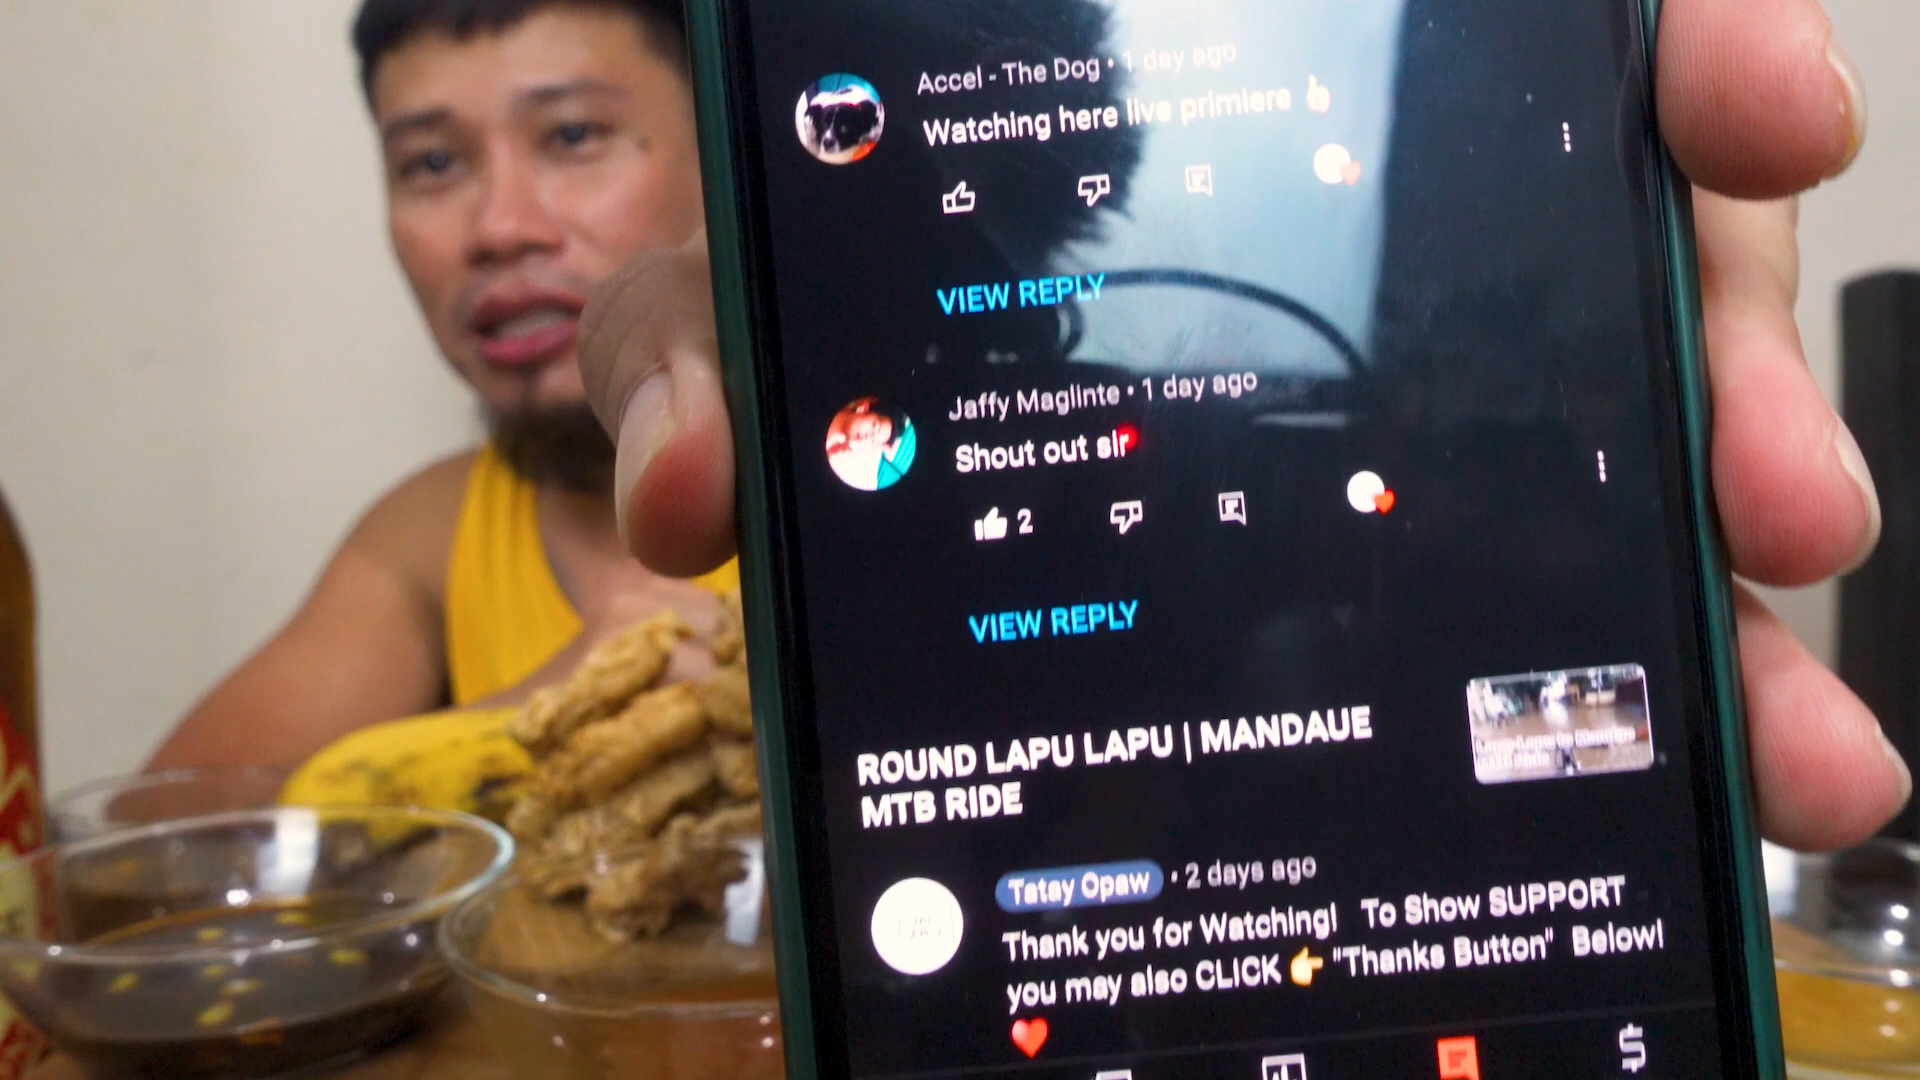 Accel - The Dog • 1 day ago
Watching here live primiere 👆
VIEW REPLY
Jaffy Maglinte • 1 day ago
Shout out sir
2
VIEW REPLY
ROUND LAPU LAPU | MANDAUE
MTB RIDE
Tatay Opaw • 2 days ago
Thank you for Watching! To Show SUPPORT
you may also CLICK 👉 "Thanks Button" Below!
❤️